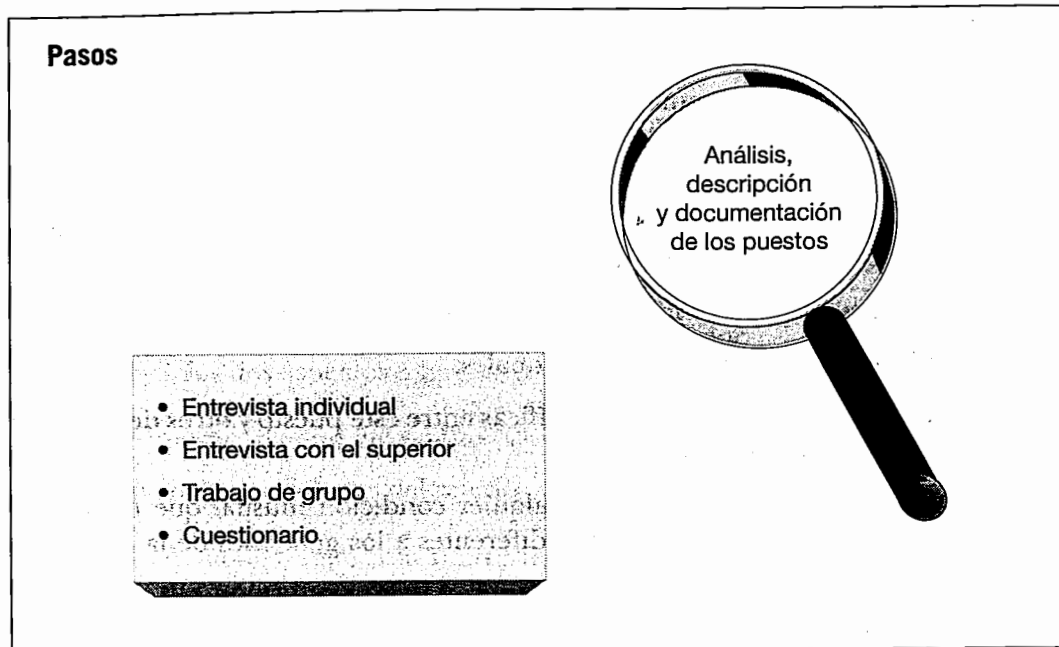 Pasos
Análisis,
descripción
y documentación
de los puestos
• Entrevista individual
• Entrevista con el superior
• Trabajo de grupo
• Cuestionario